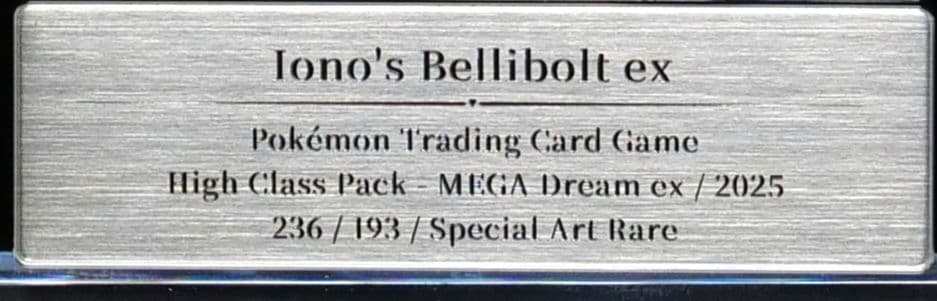 Iono's Bellibolt ex
Pokémon Trading Card Game
High Class Pack - MEGA Dream ex / 2025
236 / 193 / Special Art Rare